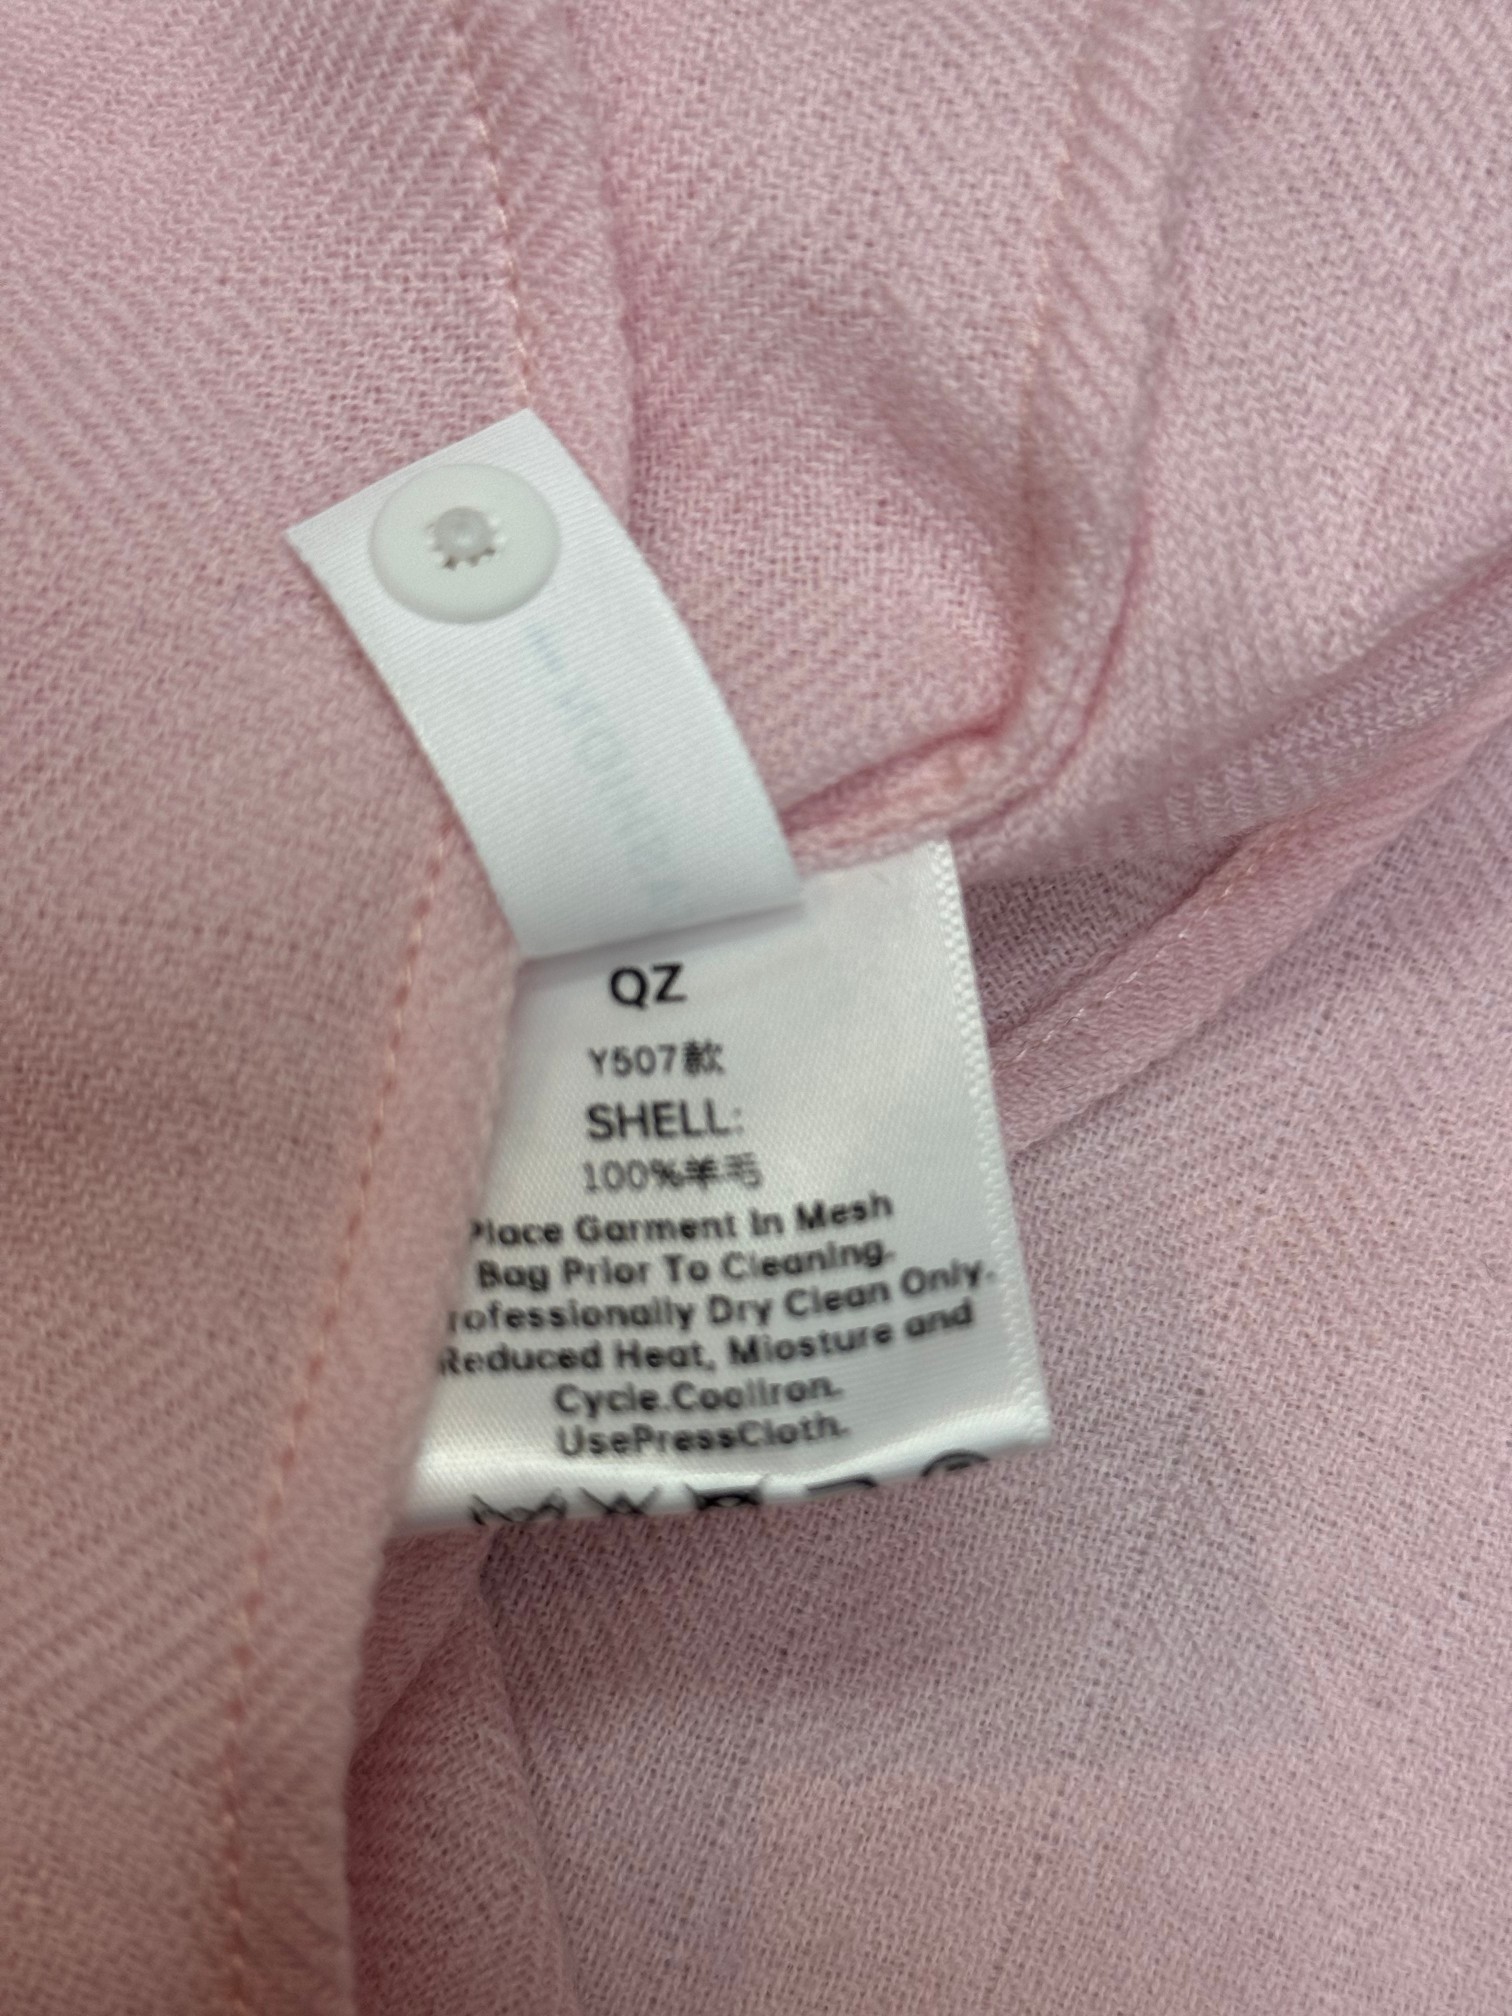 QZ
Y507款
SHELL:
100%羊毛
Place Garment In Mesh
Bag Prior To Cleaning.
rofessionally Dry Clean Only.
Reduced Heat, Miosture and
Cycle.CoolIron.
UsePressCloth.